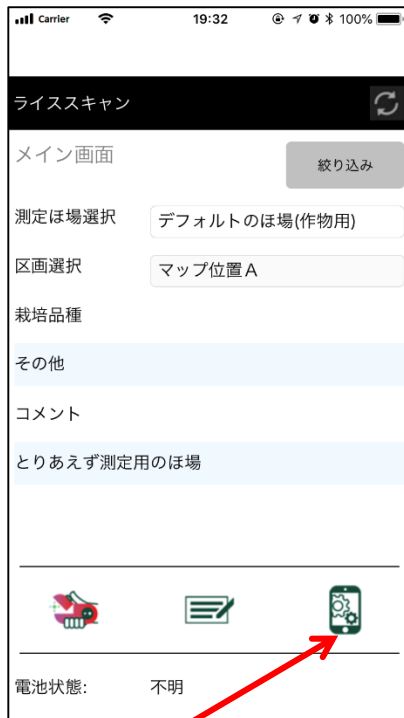 Carrier 19:32 100%
ライススキャン
メイン画面
絞り込み
測定ほ場選択 デフォルトのほ場(作物用)
区画選択 マップ位置A
栽培品種
その他
コメント
とりあえず測定用のほ場
電池状態: 不明